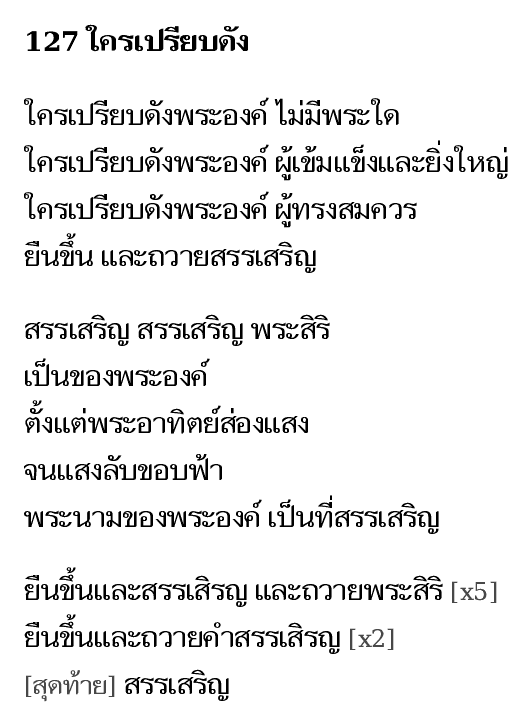 127 ใครเปรียบดัง
ใครเปรียบดังพระองค์ ไม่มีพระใด
ใครเปรียบดังพระองค์ ผู้เข้มแข็งและยิ่งใหญ่
ใครเปรียบดังพระองค์ ผู้ทรงสมควร
ยืนขึ้น และถวายสรรเสริญ
สรรเสริญ สรรเสริญ พระสิริ
เป็นของพระองค์
ตั้งแต่พระอาทิตย์ส่องแสง
จนแสงลับขอบฟ้า
พระนามของพระองค์ เป็นที่สรรเสริญ
ยืนขึ้นและสรรเสิรญ และถวายพระสิริ [x5]
ยืนขึ้นและถวายคำสรรเสิรญ [x2]
[สุดท้าย] สรรเสริญ